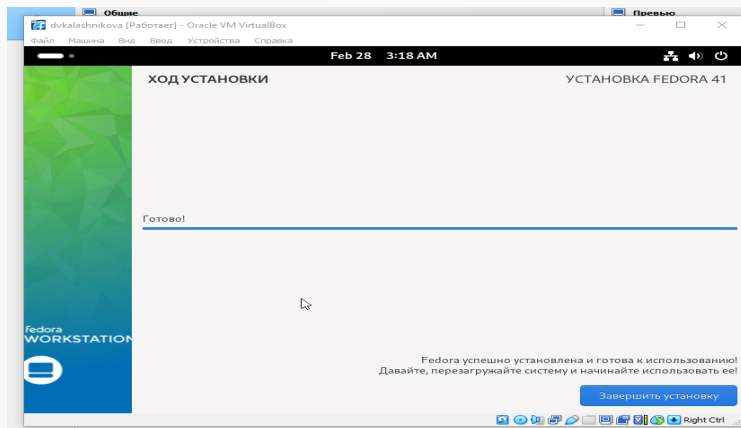 Общие
Превью
dvkalashnikova [Работает] - Oracle VM VirtualBox
Файл Машина Вид Ввод Устройства Справка
Feb 28 3:18 AM
ХОД УСТАНОВКИ
УСТАНОВКА FEDORA 41
Готово!
fedora
WORKSTATION
Fedora успешно установлена и готова к использованию!
Давайте, перезагружайте систему и начинайте использовать ее!
Завершить установку
Right Ctrl